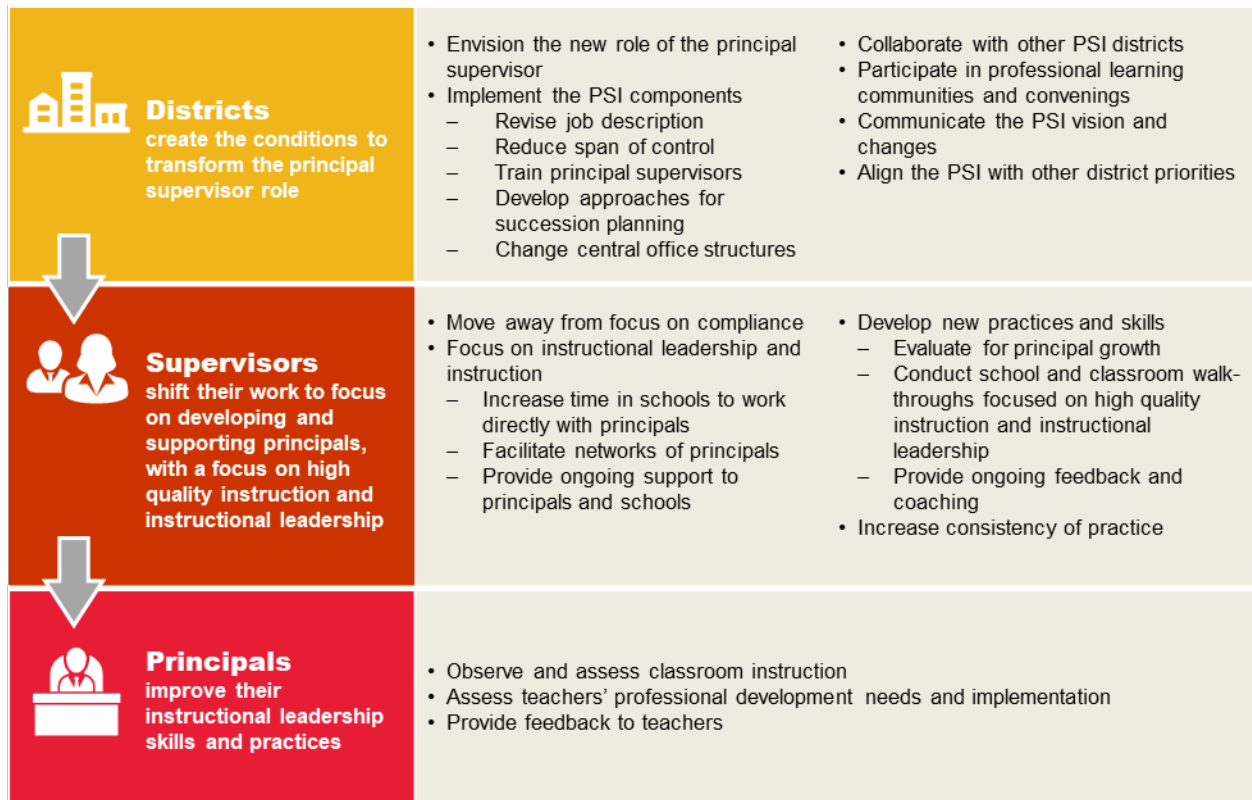 Districts
create the conditions to
transform the principal
supervisor role
• Envision the new role of the principal
supervisor
• Implement the PSI components
– Revise job description
– Reduce span of control
– Train principal supervisors
– Develop approaches for
succession planning
– Change central office structures
• Collaborate with other PSI districts
• Participate in professional learning
communities and convenings
• Communicate the PSI vision and
changes
• Align the PSI with other district priorities
Supervisors
shift their work to focus
on developing and
supporting principals,
with a focus on high
quality instruction and
instructional leadership
• Move away from focus on compliance
• Focus on instructional leadership and
instruction
– Increase time in schools to work
directly with principals
– Facilitate networks of principals
– Provide ongoing support to
principals and schools
• Develop new practices and skills
– Evaluate for principal growth
– Conduct school and classroom walk-
throughs focused on high quality
instruction and instructional
leadership
– Provide ongoing feedback and
coaching
• Increase consistency of practice
Principals
improve their
instructional leadership
skills and practices
• Observe and assess classroom instruction
• Assess teachers’ professional development needs and implementation
• Provide feedback to teachers